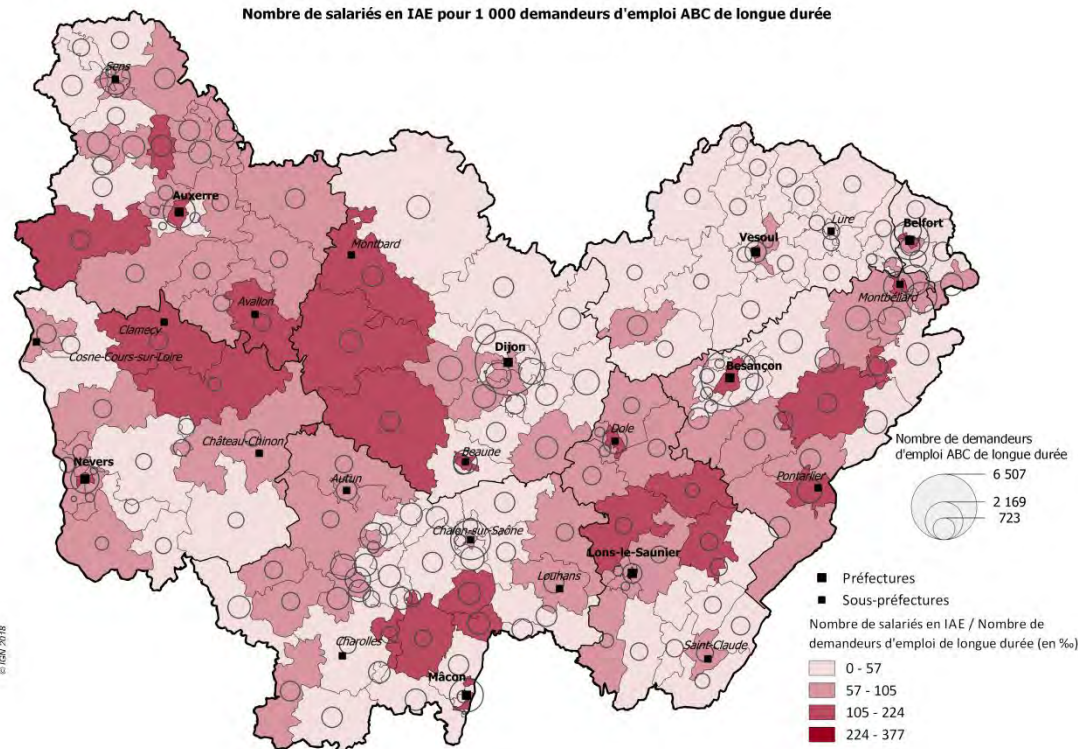 Nombre de salariés en IAE pour 1 000 demandeurs d'emploi ABC de longue durée
Sens
Auxerre
Montbard
Avallon
Clamecy
Cosne-Cours-sur-Loire
Château-Chinon
Nevers
Dijon
Beaune
Autun
Chalon-sur-Saône
Louhans
Charolles
Mâcon
Vesoul
Lure
Belfort
Montbéliard
Besançon
Dole
Pontarlier
Lons-le-Saunier
Saint-Claude
Nombre de demandeurs
d'emploi ABC de longue durée
6 507
2 169
723
Préfectures
Sous-préfectures
Nombre de salariés en IAE / Nombre de
demandeurs d'emploi de longue durée (en ‰)
0 - 57
57 - 105
105 - 224
224 - 377
© IGN 2018